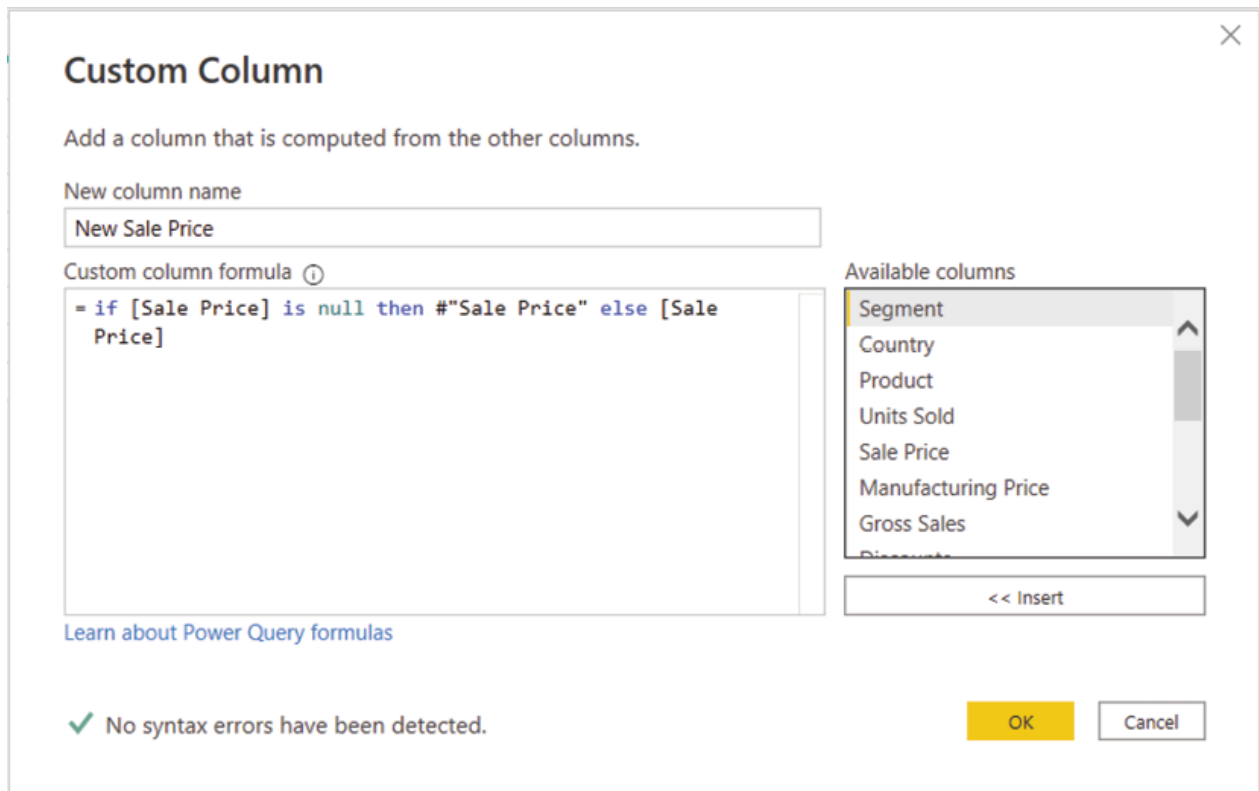 Custom Column
Add a column that is computed from the other columns.
New column name
New Sale Price
Custom column formula
= if [Sale Price] is null then #"Sale Price" else [Sale
Price]
Available columns
Segment
Country
Product
Units Sold
Sale Price
Manufacturing Price
Gross Sales
Discounts
<< Insert
Learn about Power Query formulas
No syntax errors have been detected.
OK
Cancel